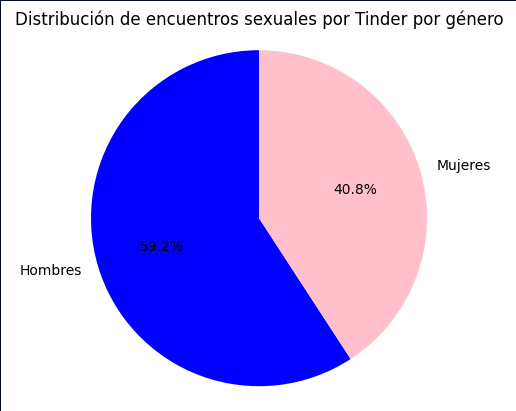 Distribución de encuentros sexuales por Tinder por género
Mujeres
40.8%
59.2%
Hombres